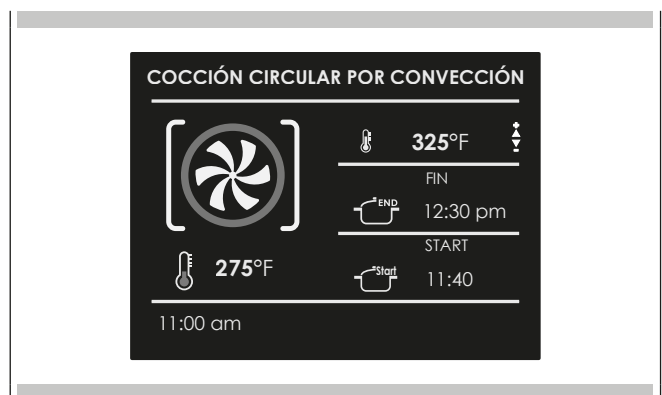 COCCIÓN CIRCULAR POR CONVECCIÓN
325°F
FIN
END
12:30 pm
275°F
START
Start
11:40
11:00 am